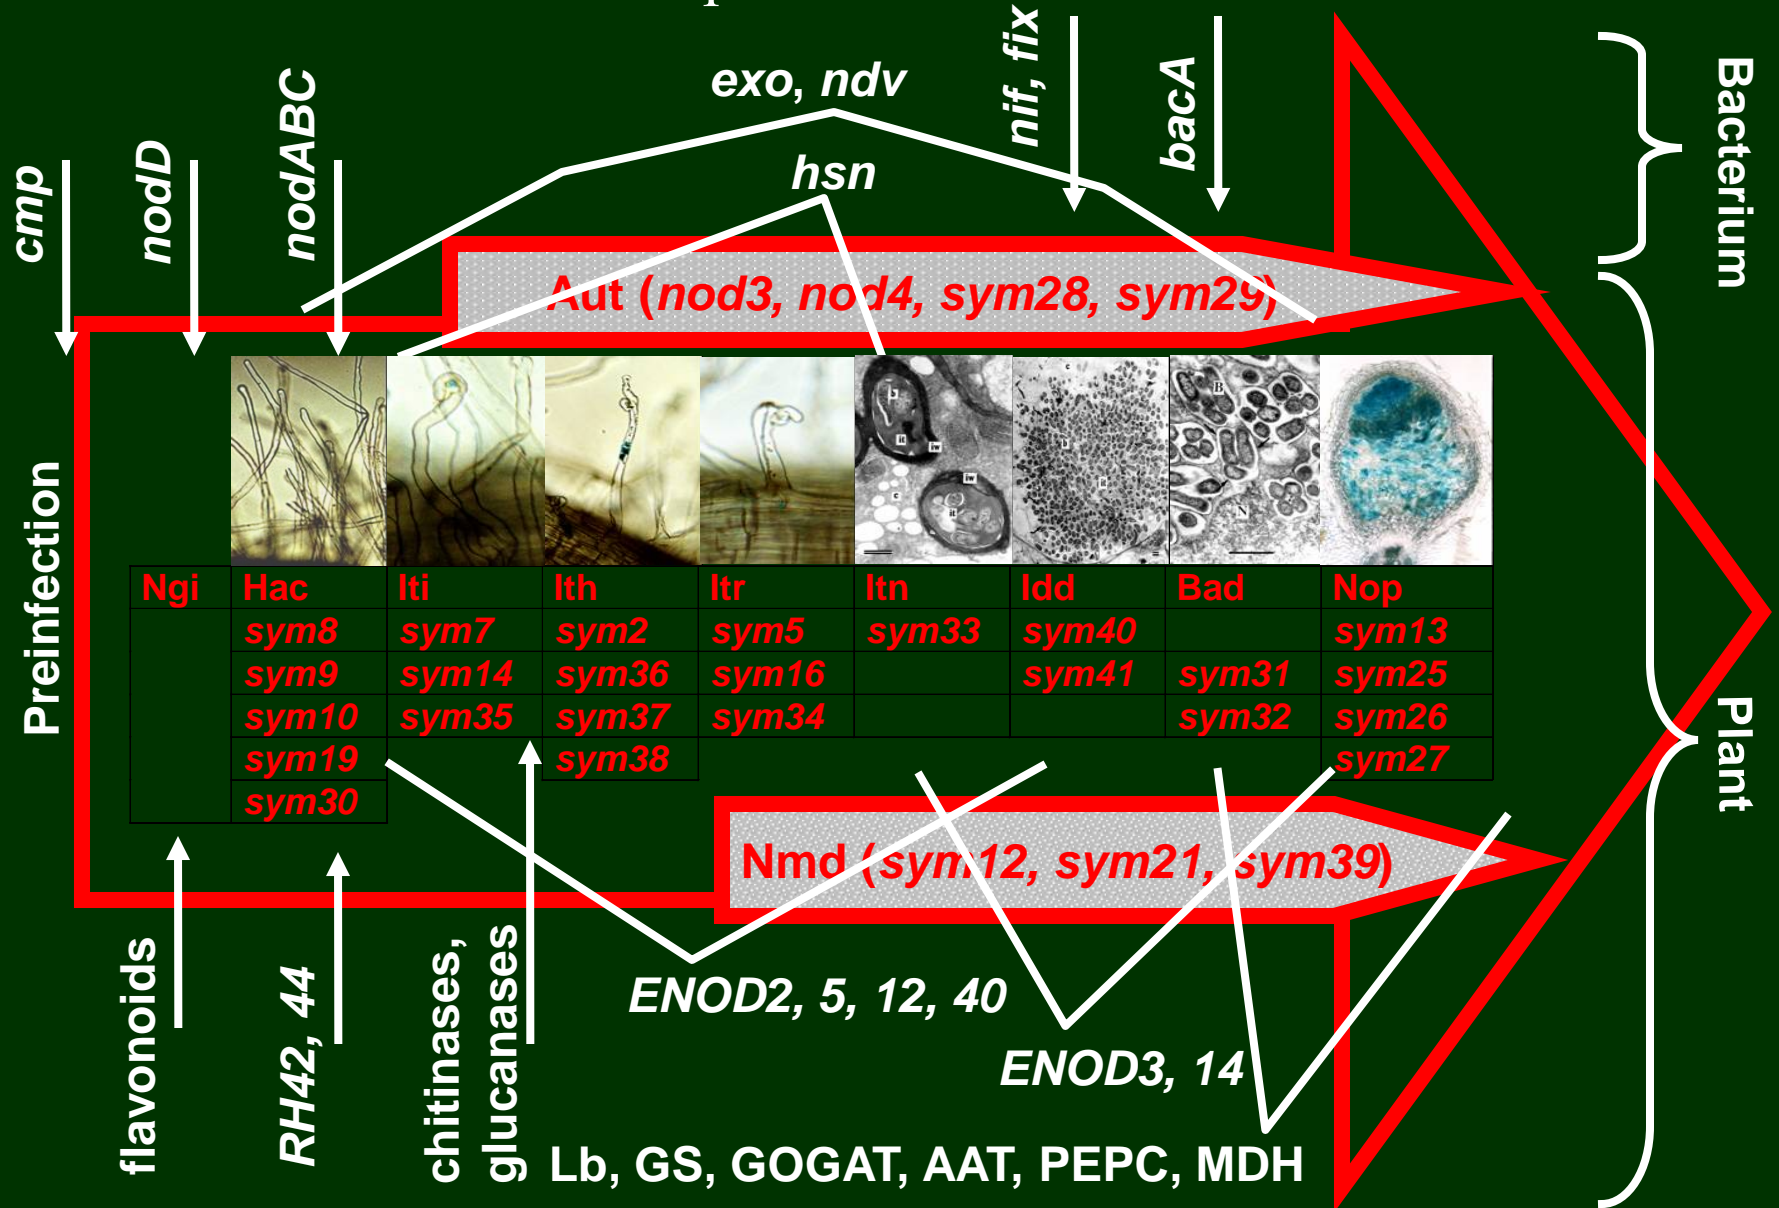 exo, ndv
hsn
cmp
nodD
nodABC
nif, fix
bacA
Bacterium
Aut (nod3, nod4, sym28, sym29)
Preinfection
Plant
Ngi Hac Iti Ith Itr Itn Idd Bad Nop
sym8 sym7 sym2 sym5 sym33 sym40 sym13
sym9 sym14 sym36 sym16 sym41 sym31 sym25
sym10 sym35 sym37 sym34 sym32 sym26
sym19 sym38 sym27
sym30
Nmd (sym12, sym21, sym39)
flavonoids
RH42, 44
chitinases,
glucanases
ENOD2, 5, 12, 40
ENOD3, 14
Lb, GS, GOGAT, AAT, PEPC, MDH